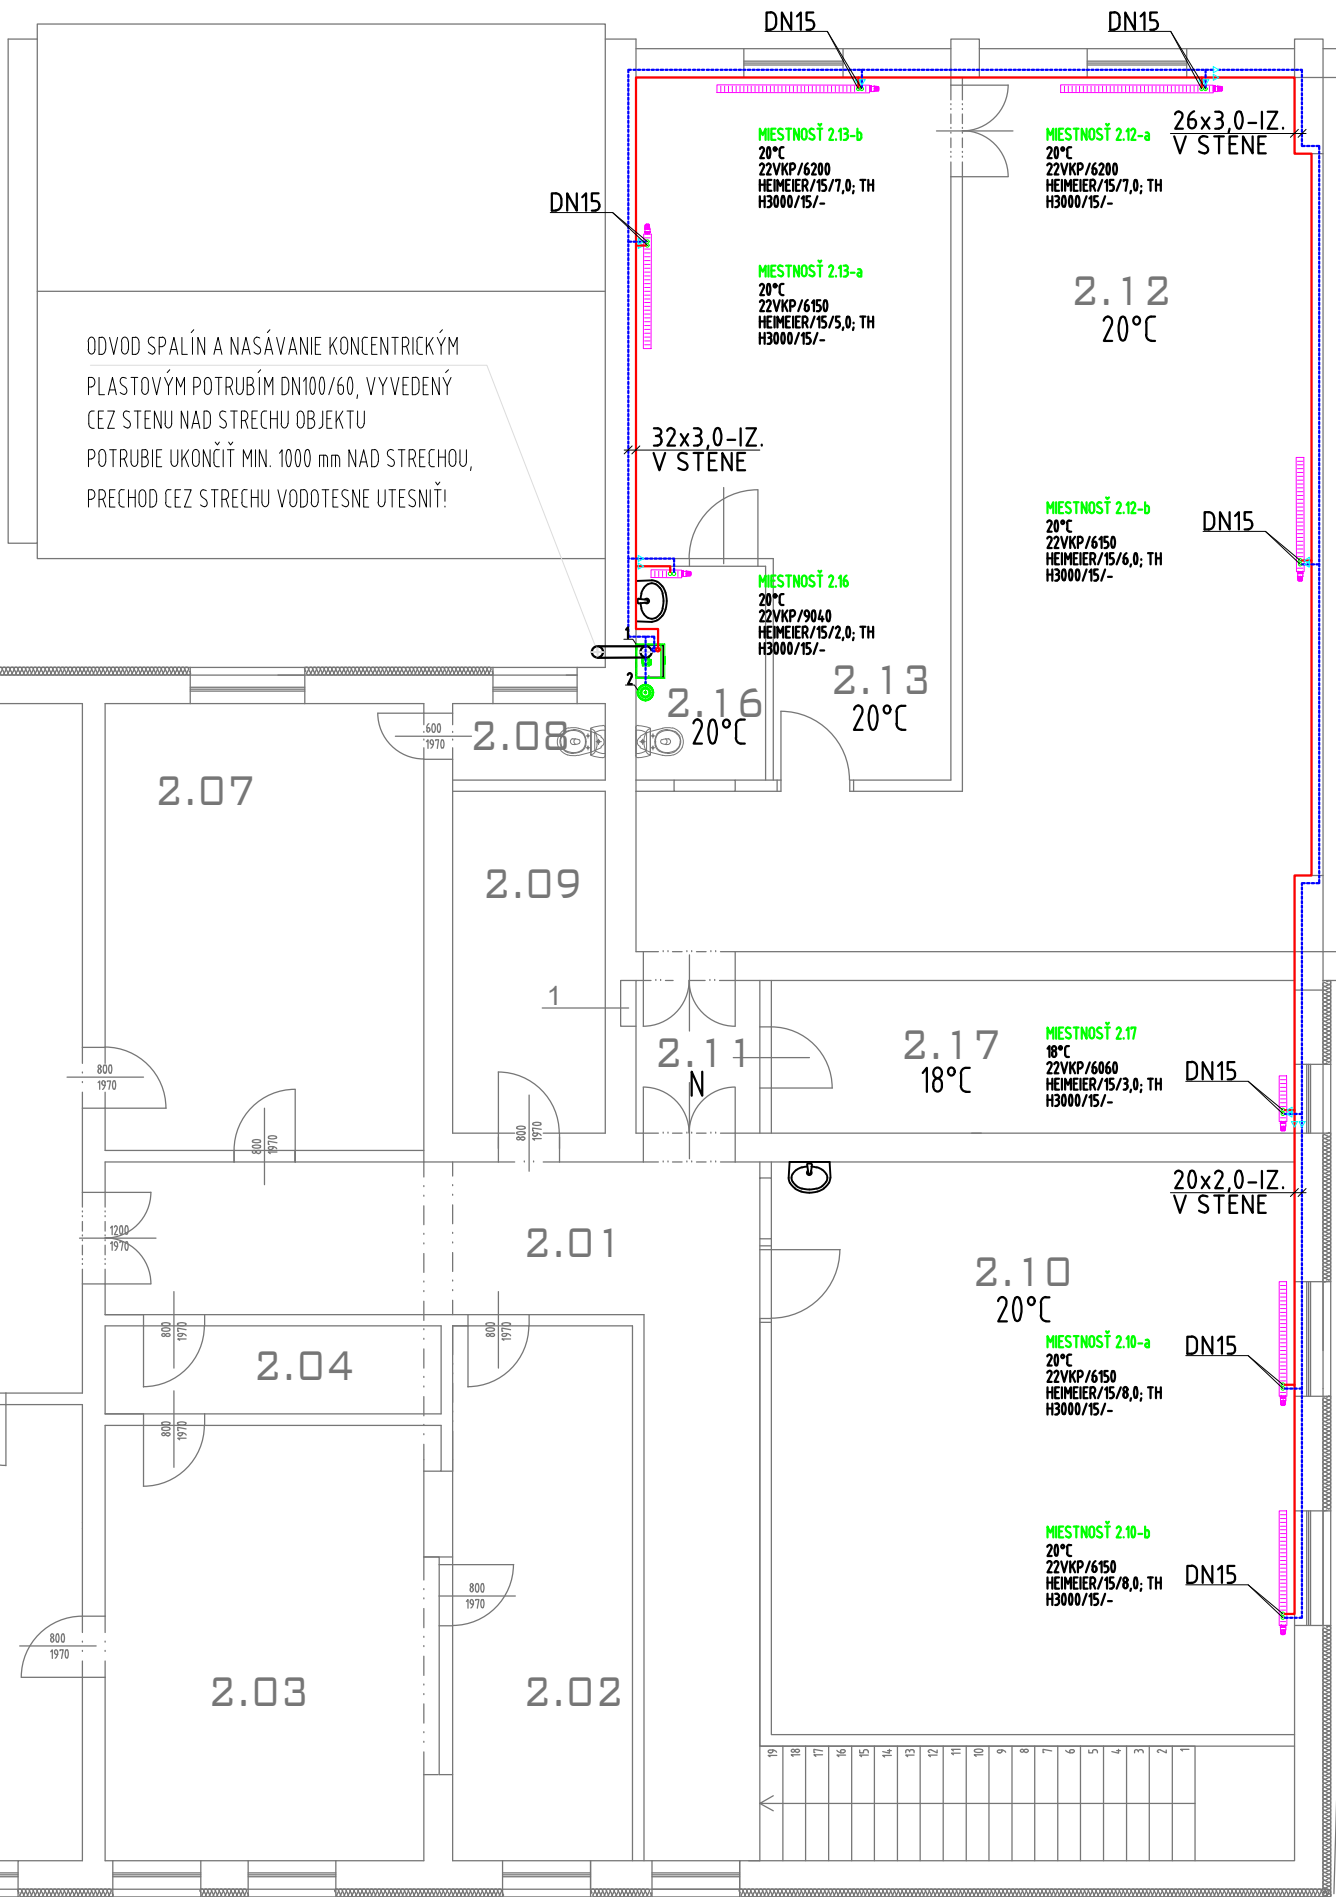 DN15
DN15
MIESTNOSŤ 2.13-b
20°C
22VKP/6200
HEIMEIER/15/7,0; TH
H3000/15/-
MIESTNOSŤ 2.12-a
20°C
22VKP/6200
HEIMEIER/15/7,0; TH
H3000/15/-
26x3,0-IZ.
V STENE
DN15
MIESTNOSŤ 2.13-a
20°C
22VKP/6150
HEIMEIER/15/5,0; TH
H3000/15/-
2.12
20°C
ODVOD SPALÍN A NASÁVANIE KONCENTRICKÝM
PLASTOVÝM POTRUBÍM DN100/60, VYVEDENÝ
CEZ STENU NAD STRECHU OBJEKTU
POTRUBIE UKONČIŤ MIN. 1000 mm NAD STRECHOU,
PRECHOD CEZ STRECHU VODOTESNE UTESNIŤ!
32x3,0-IZ.
V STENE
MIESTNOSŤ 2.12-b
20°C
22VKP/6150
HEIMEIER/15/6,0; TH
H3000/15/-
DN15
MIESTNOSŤ 2.16
20°C
22VKP/9040
HEIMEIER/15/2,0; TH
H3000/15/-
1
2
2.16
20°C
2.13
20°C
600
1970
2.08
2.07
2.09
1
2.11
N
2.17
18°C
MIESTNOSŤ 2.17
18°C
22VKP/6060
HEIMEIER/15/3,0; TH
H3000/15/-
DN15
800
1970
800
1970
800
1970
20x2,0-IZ.
V STENE
1200
1970
2.01
2.10
20°C
800
1970
800
1970
2.04
MIESTNOSŤ 2.10-a
20°C
22VKP/6150
HEIMEIER/15/8,0; TH
H3000/15/-
DN15
800
1970
MIESTNOSŤ 2.10-b
20°C
22VKP/6150
HEIMEIER/15/8,0; TH
H3000/15/-
DN15
800
1970
800
1970
2.03
2.02
19 18 17 16 15 14 13 12 11 10 9 8 7 6 5 4 3 2 1